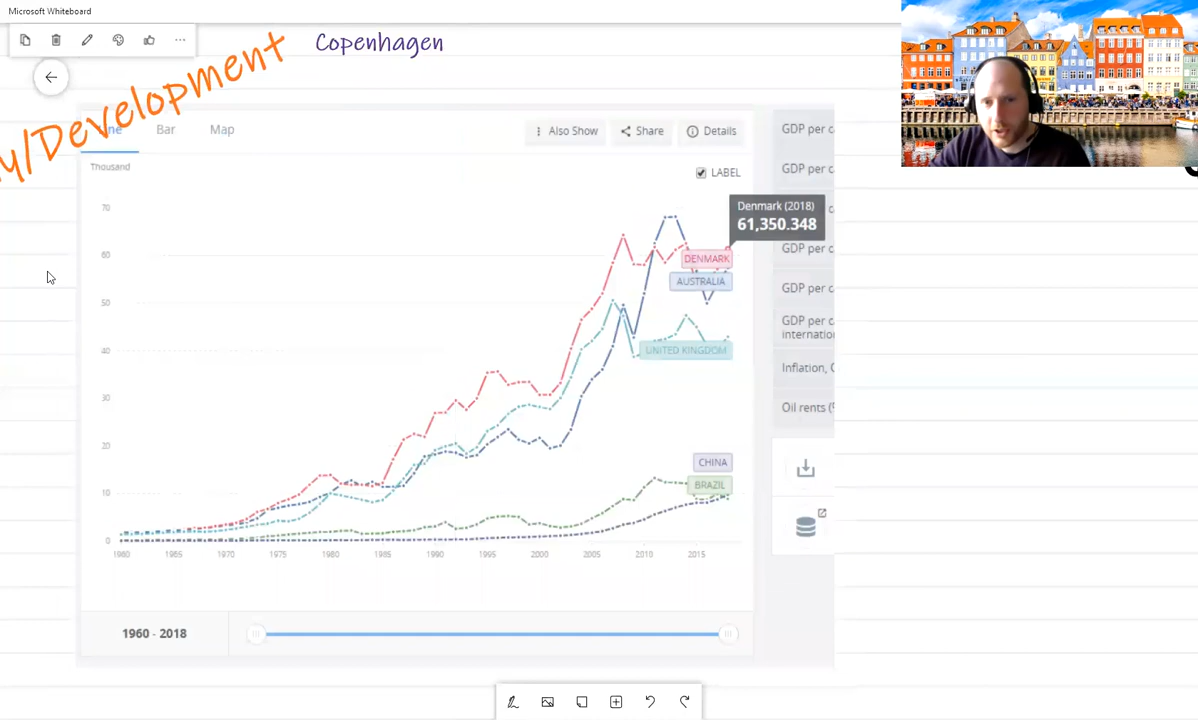 Microsoft Whiteboard
Copenhagen
y/Development
Line Bar Map
Also Show Share Details
Thousand
LABEL
Denmark (2018)
61,350.348
70
60
50
40
30
20
10
0
DENMARK
AUSTRALIA
UNITED KINGDOM
CHINA
BRAZIL
1960 1965 1970 1975 1980 1985 1990 1995 2000 2005 2010 2015
1960 - 2018
GDP per c
GDP per c
c
GDP per c
GDP per c
GDP per c
internation
Inflation, C
Oil rents (%